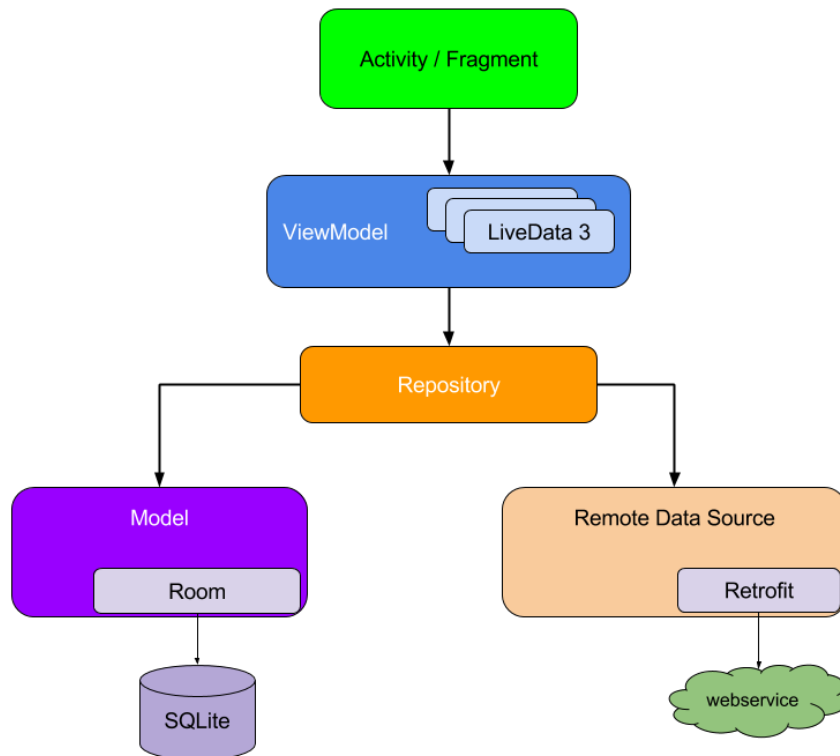 Activity / Fragment
ViewModel
LiveData 3
Repository
Model
Remote Data Source
Room
Retrofit
SQLite
webservice